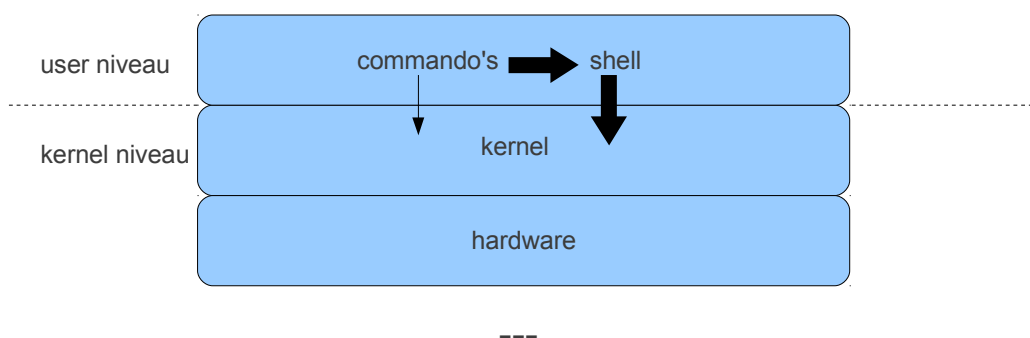 user niveau
commando's
shell
kernel niveau
kernel
hardware
---